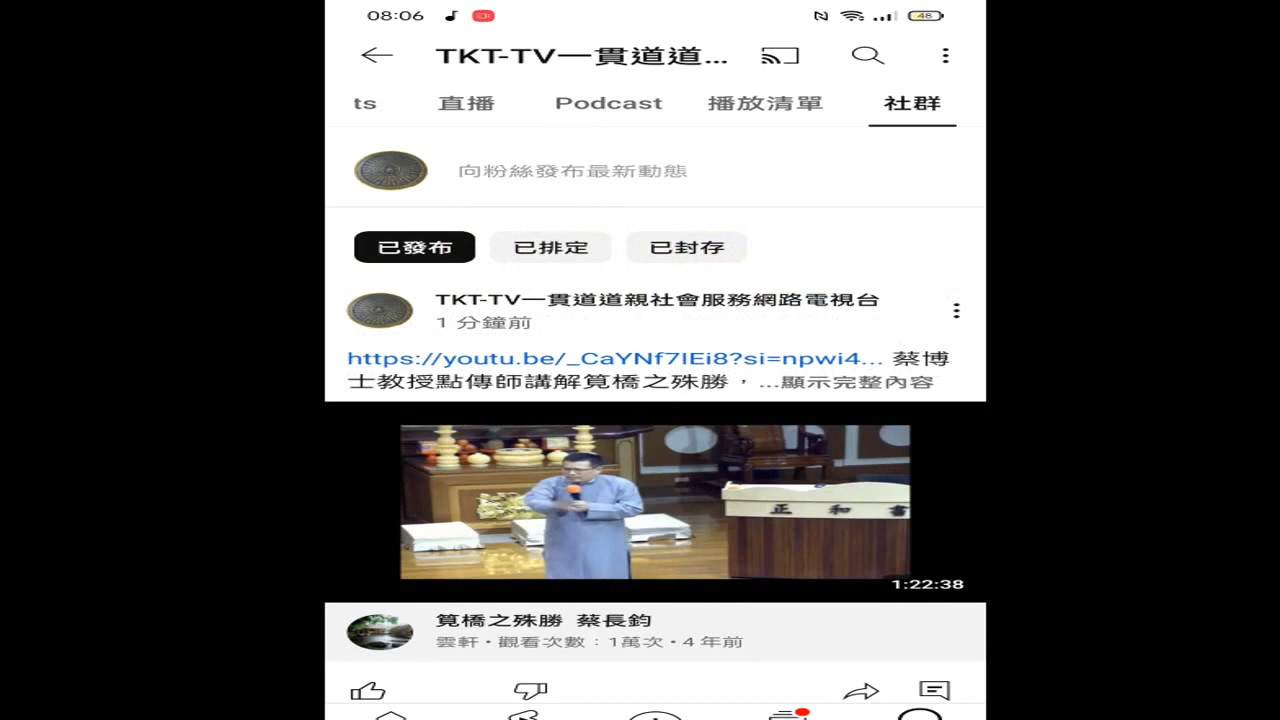 08:06
48
TKT-TV一貫道道...
ts 直播 Podcast 播放清單 社群
向粉絲發布最新動態
已發布 已排定 已封存
TKT-TV一貫道道親社會服務網路電視台
1 分鐘前
https://youtu.be/_CaYNf7IEi8?si=npwi4... 蔡博
士教授點傳師講解筧橋之殊勝，...顯示完整內容
正和書
1:22:38
筧橋之殊勝 蔡長鈞
雲軒・觀看次數：1萬次・4 年前